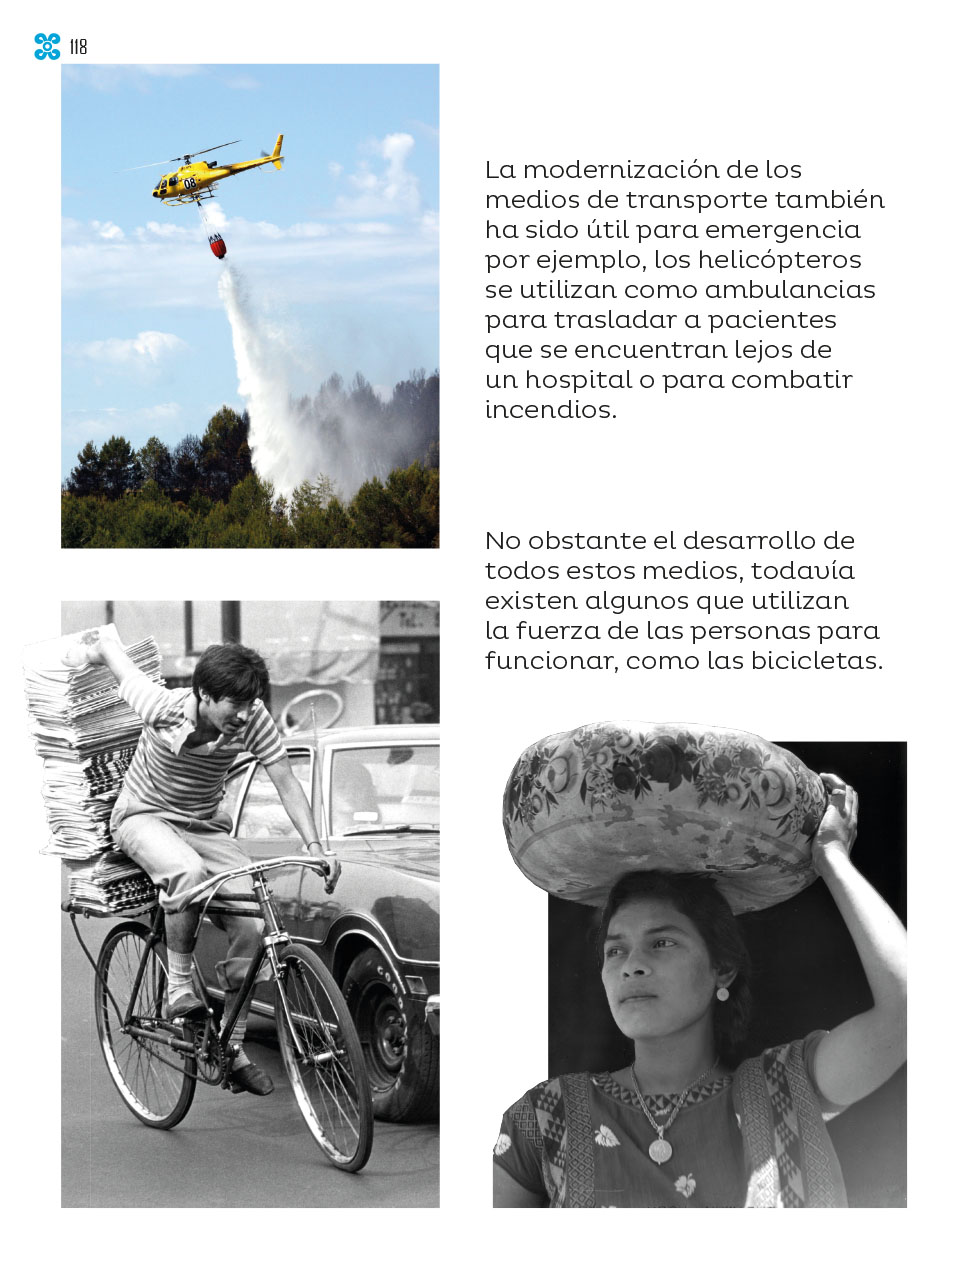 118
08
La modernización de los
medios de transporte también
ha sido útil para emergencia
por ejemplo, los helicópteros
se utilizan como ambulancias
para trasladar a pacientes
que se encuentran lejos de
un hospital o para combatir
incendios.
No obstante el desarrollo de
todos estos medios, todavía
existen algunos que utilizan
la fuerza de las personas para
funcionar, como las bicicletas.